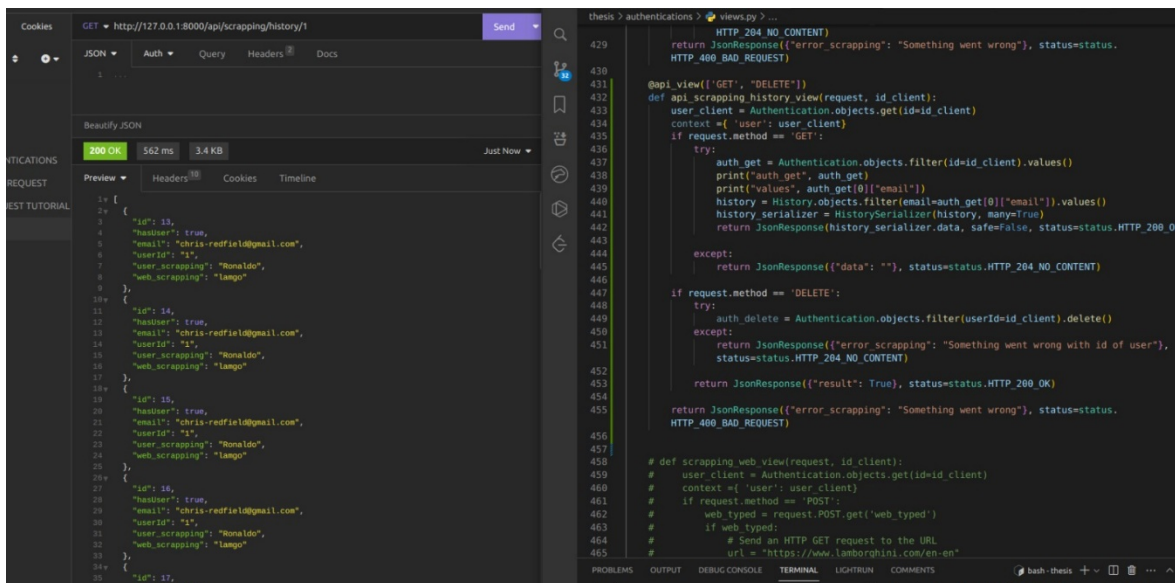 Cookies
GET ▾ http://127.0.0.1:8000/api/scrapping/history/1
Send
JSON ▾
Auth ▾
Query
Headers 2
Docs
1 ...
Beautify JSON
200 OK
562 ms
3.4 KB
Just Now ▾
NTICATIONS
REQUEST
EST TUTORIAL
Preview ▾
Headers 10
Cookies
Timeline
1 [
2 {
3 "id": 13,
4 "hasUser": true,
5 "email": "chris-redfield@gmail.com",
6 "userId": "1",
7 "user_scrapping": "Ronaldo",
8 "web_scrapping": "lamgo"
9 },
10 {
11 "id": 14,
12 "hasUser": true,
13 "email": "chris-redfield@gmail.com",
14 "userId": "1",
15 "user_scrapping": "Ronaldo",
16 "web_scrapping": "lamgo"
17 },
18 {
19 "id": 15,
20 "hasUser": true,
21 "email": "chris-redfield@gmail.com",
22 "userId": "1",
23 "user_scrapping": "Ronaldo",
24 "web_scrapping": "lamgo"
25 },
26 {
27 "id": 16,
28 "hasUser": true,
29 "email": "chris-redfield@gmail.com",
30 "userId": "1",
31 "user_scrapping": "Ronaldo",
32 "web_scrapping": "lamgo"
33 },
34 {
35 "id": 17,
32
thesis > authentications > views.py > ...
HTTP_204_NO_CONTENT)
429 return JsonResponse({"error_scrapping": "Something went wrong"}, status=status.
HTTP_400_BAD_REQUEST)
430
431 @api_view(['GET', "DELETE"])
432 def api_scrapping_history_view(request, id_client):
433 user_client = Authentication.objects.get(id=id_client)
434 context ={ 'user': user_client}
435 if request.method == 'GET':
436 try:
437 auth_get = Authentication.objects.filter(id=id_client).values()
438 print("auth_get", auth_get)
439 print("values", auth_get[0]["email"])
440 history = History.objects.filter(email=auth_get[0]["email"]).values()
441 history_serializer = HistorySerializer(history, many=True)
442 return JsonResponse(history_serializer.data, safe=False, status=status.HTTP_200_O
443
444 except:
445 return JsonResponse({"data": ""}, status=status.HTTP_204_NO_CONTENT)
446
447 if request.method == 'DELETE':
448 try:
449 auth_delete = Authentication.objects.filter(userId=id_client).delete()
450 except:
451 return JsonResponse({"error_scrapping": "Something went wrong with id of user"},
status=status.HTTP_204_NO_CONTENT)
452
453 return JsonResponse({"result": True}, status=status.HTTP_200_OK)
454
455 return JsonResponse({"error_scrapping": "Something went wrong"}, status=status.
HTTP_400_BAD_REQUEST)
456
457
458 # def scrapping_web_view(request, id_client):
459 # user_client = Authentication.objects.get(id=id_client)
460 # context ={ 'user': user_client}
461 # if request.method == 'POST':
462 # web_typed = request.POST.get('web_typed')
463 # if web_typed:
464 # # Send an HTTP GET request to the URL
465 # url = "https://www.lamborghini.com/en-en"
PROBLEMS
OUTPUT
DEBUG CONSOLE
TERMINAL
LIGHTRUN
COMMENTS
bash - thesis